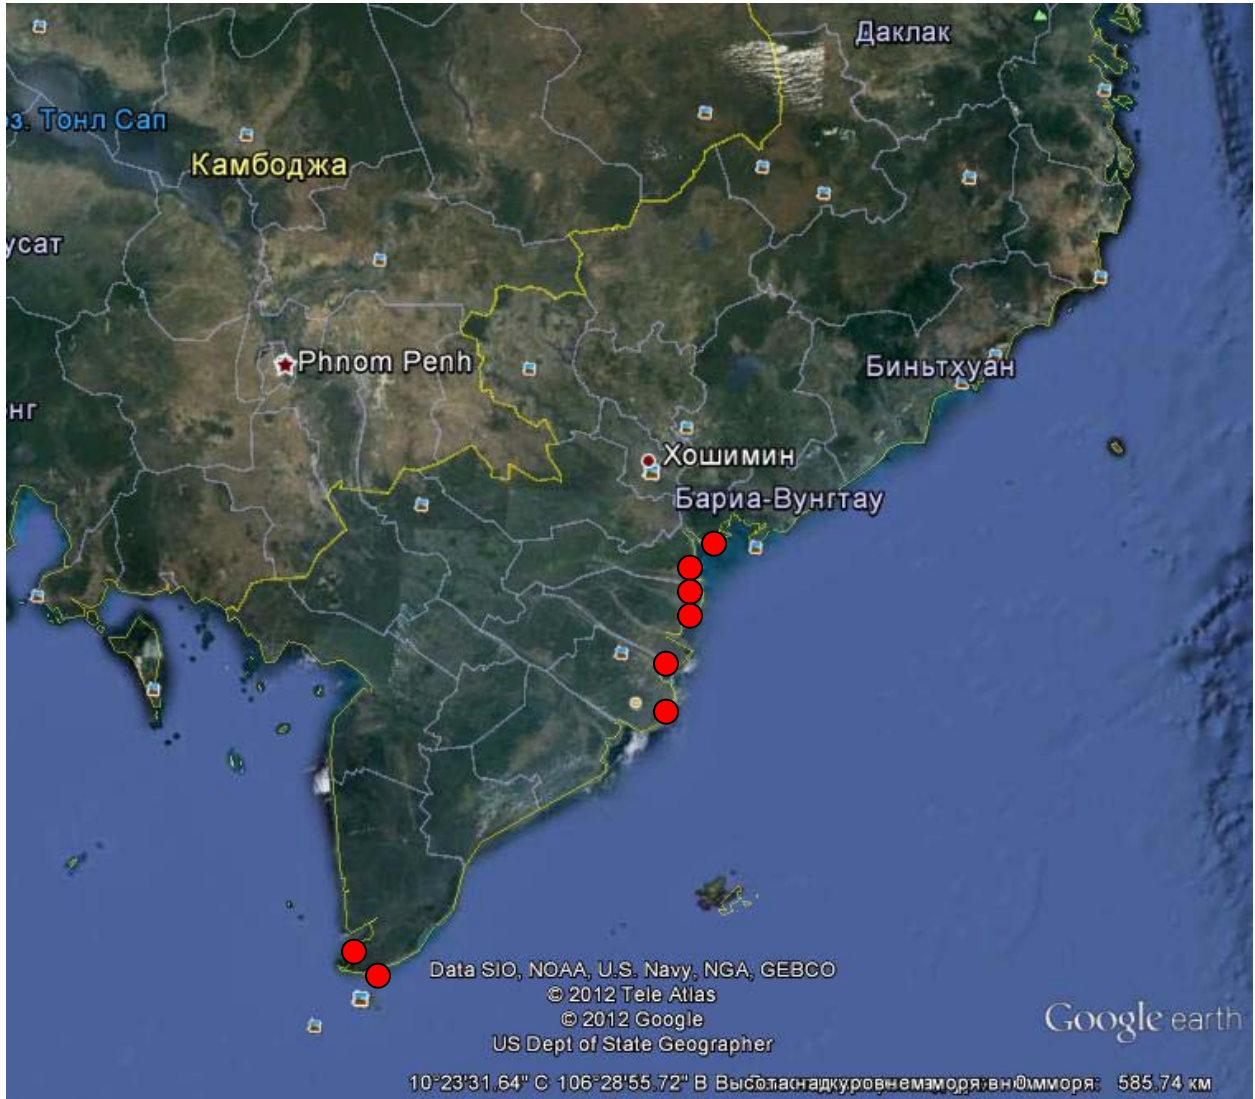 Даклак
оз. Тонл Сап
Камбоджа
усат
Phnom Penh
Биньтхуан
нг
Хошимин
Бариа-Вунгтау
Data SIO, NOAA, U.S. Navy, NGA, GEBCO
© 2012 Tele Atlas
© 2012 Google
US Dept of State Geographer
Google earth
10°23'31.64" С 106°28'55.72" В 585.74 км